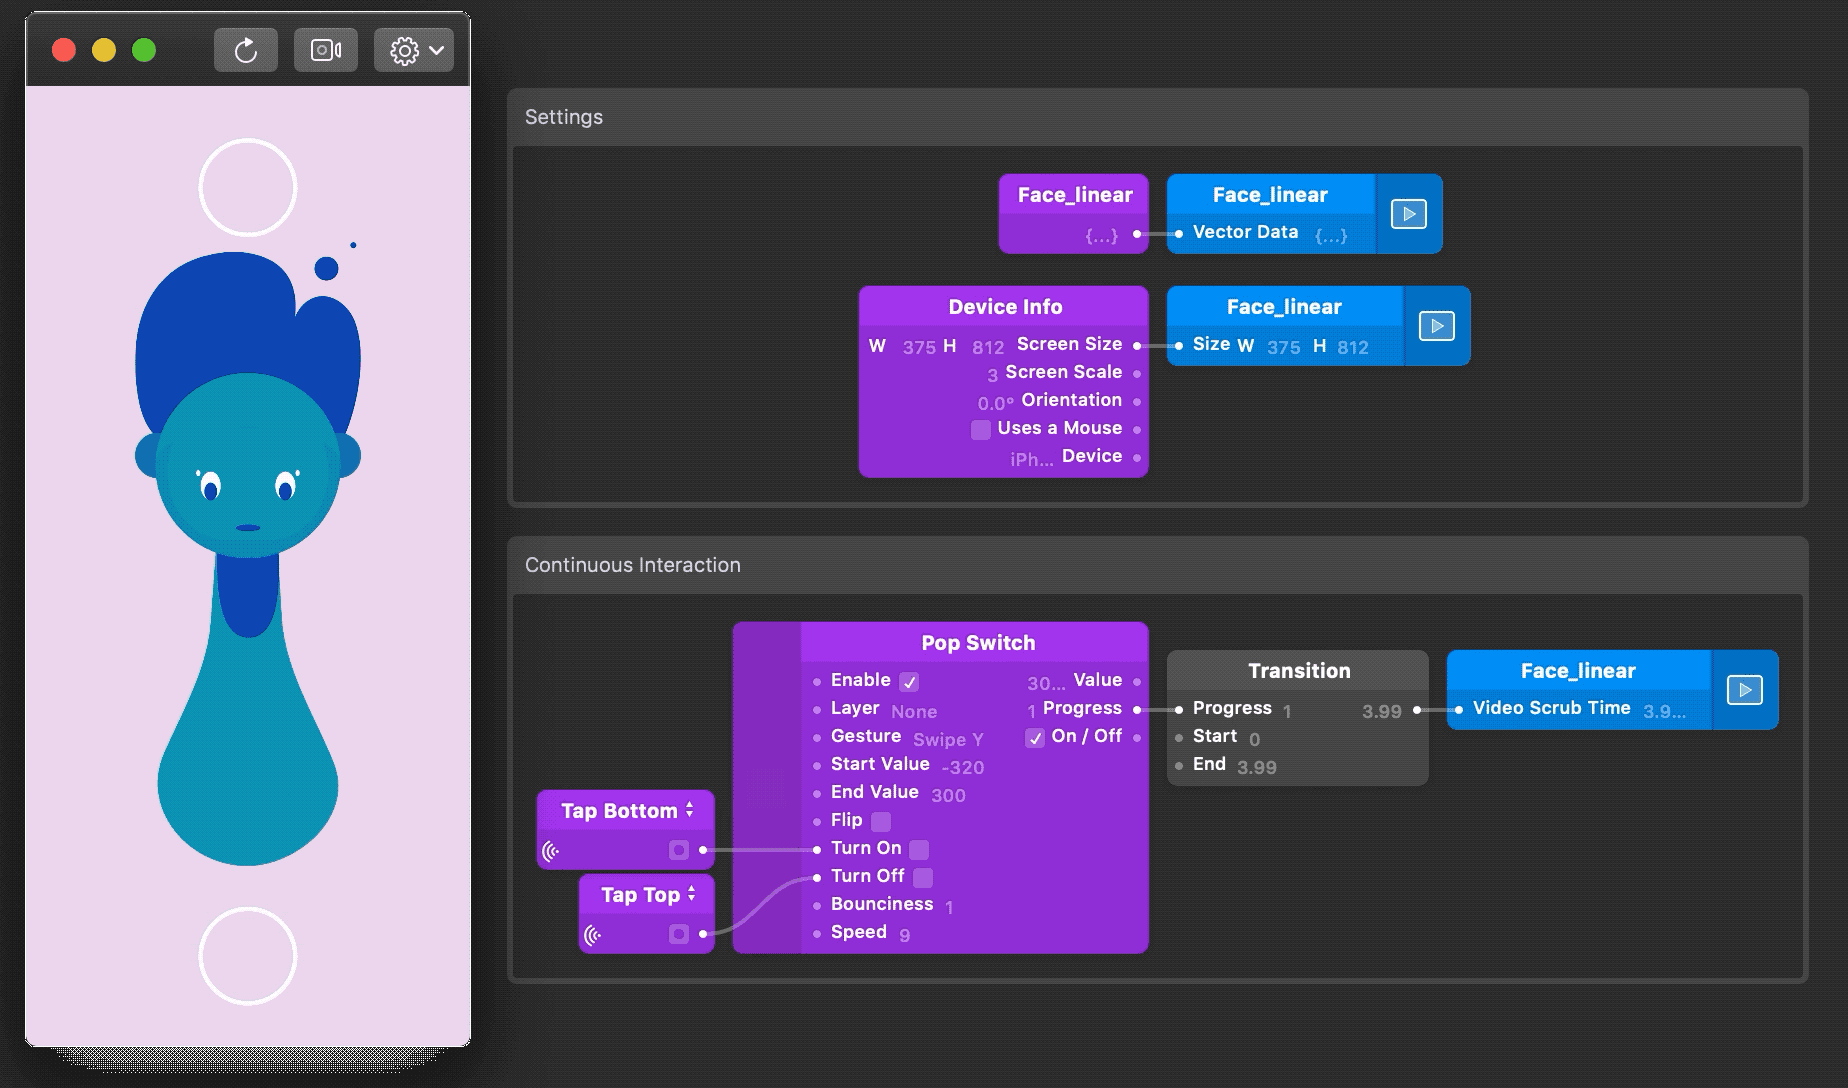 Settings
Face_linear
{...}
Face_linear
Vector Data {...}
Device Info
W 375 H 812 Screen Size
3 Screen Scale
0.0° Orientation
Uses a Mouse
iPh... Device
Face_linear
Size W 375 H 812
Continuous Interaction
Tap Bottom
Tap Top
Pop Switch
Enable 30... Value
Layer None 1 Progress
Gesture Swipe Y On / Off
Start Value -320
End Value 300
Flip
Turn On
Turn Off
Bounciness 1
Speed 9
Transition
Progress 1 3.99
Start 0
End 3.99
Face_linear
Video Scrub Time 3.9...